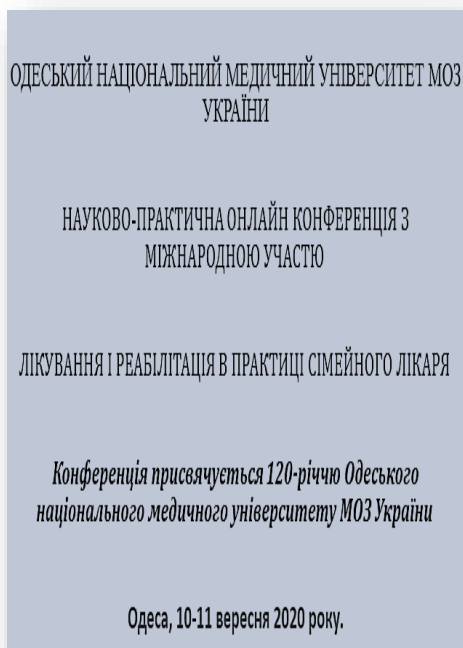 ОДЕСЬКИЙ НАЦІОНАЛЬНИЙ МЕДИЧНИЙ УНІВЕРСИТЕТ МОЗ
УКРАЇНИ
НАУКОВО-ПРАКТИЧНА ОНЛАЙН КОНФЕРЕНЦІЯ З
МІЖНАРОДНОЮ УЧАСТЮ
ЛІКУВАННЯ І РЕАБІЛІТАЦІЯ В ПРАКТИЦІ СІМЕЙНОГО ЛІКАРЯ
Конференція присвячується 120-річчю Одеського
національного медичного університету МОЗ України
Одеса, 10-11 вересня 2020 року.